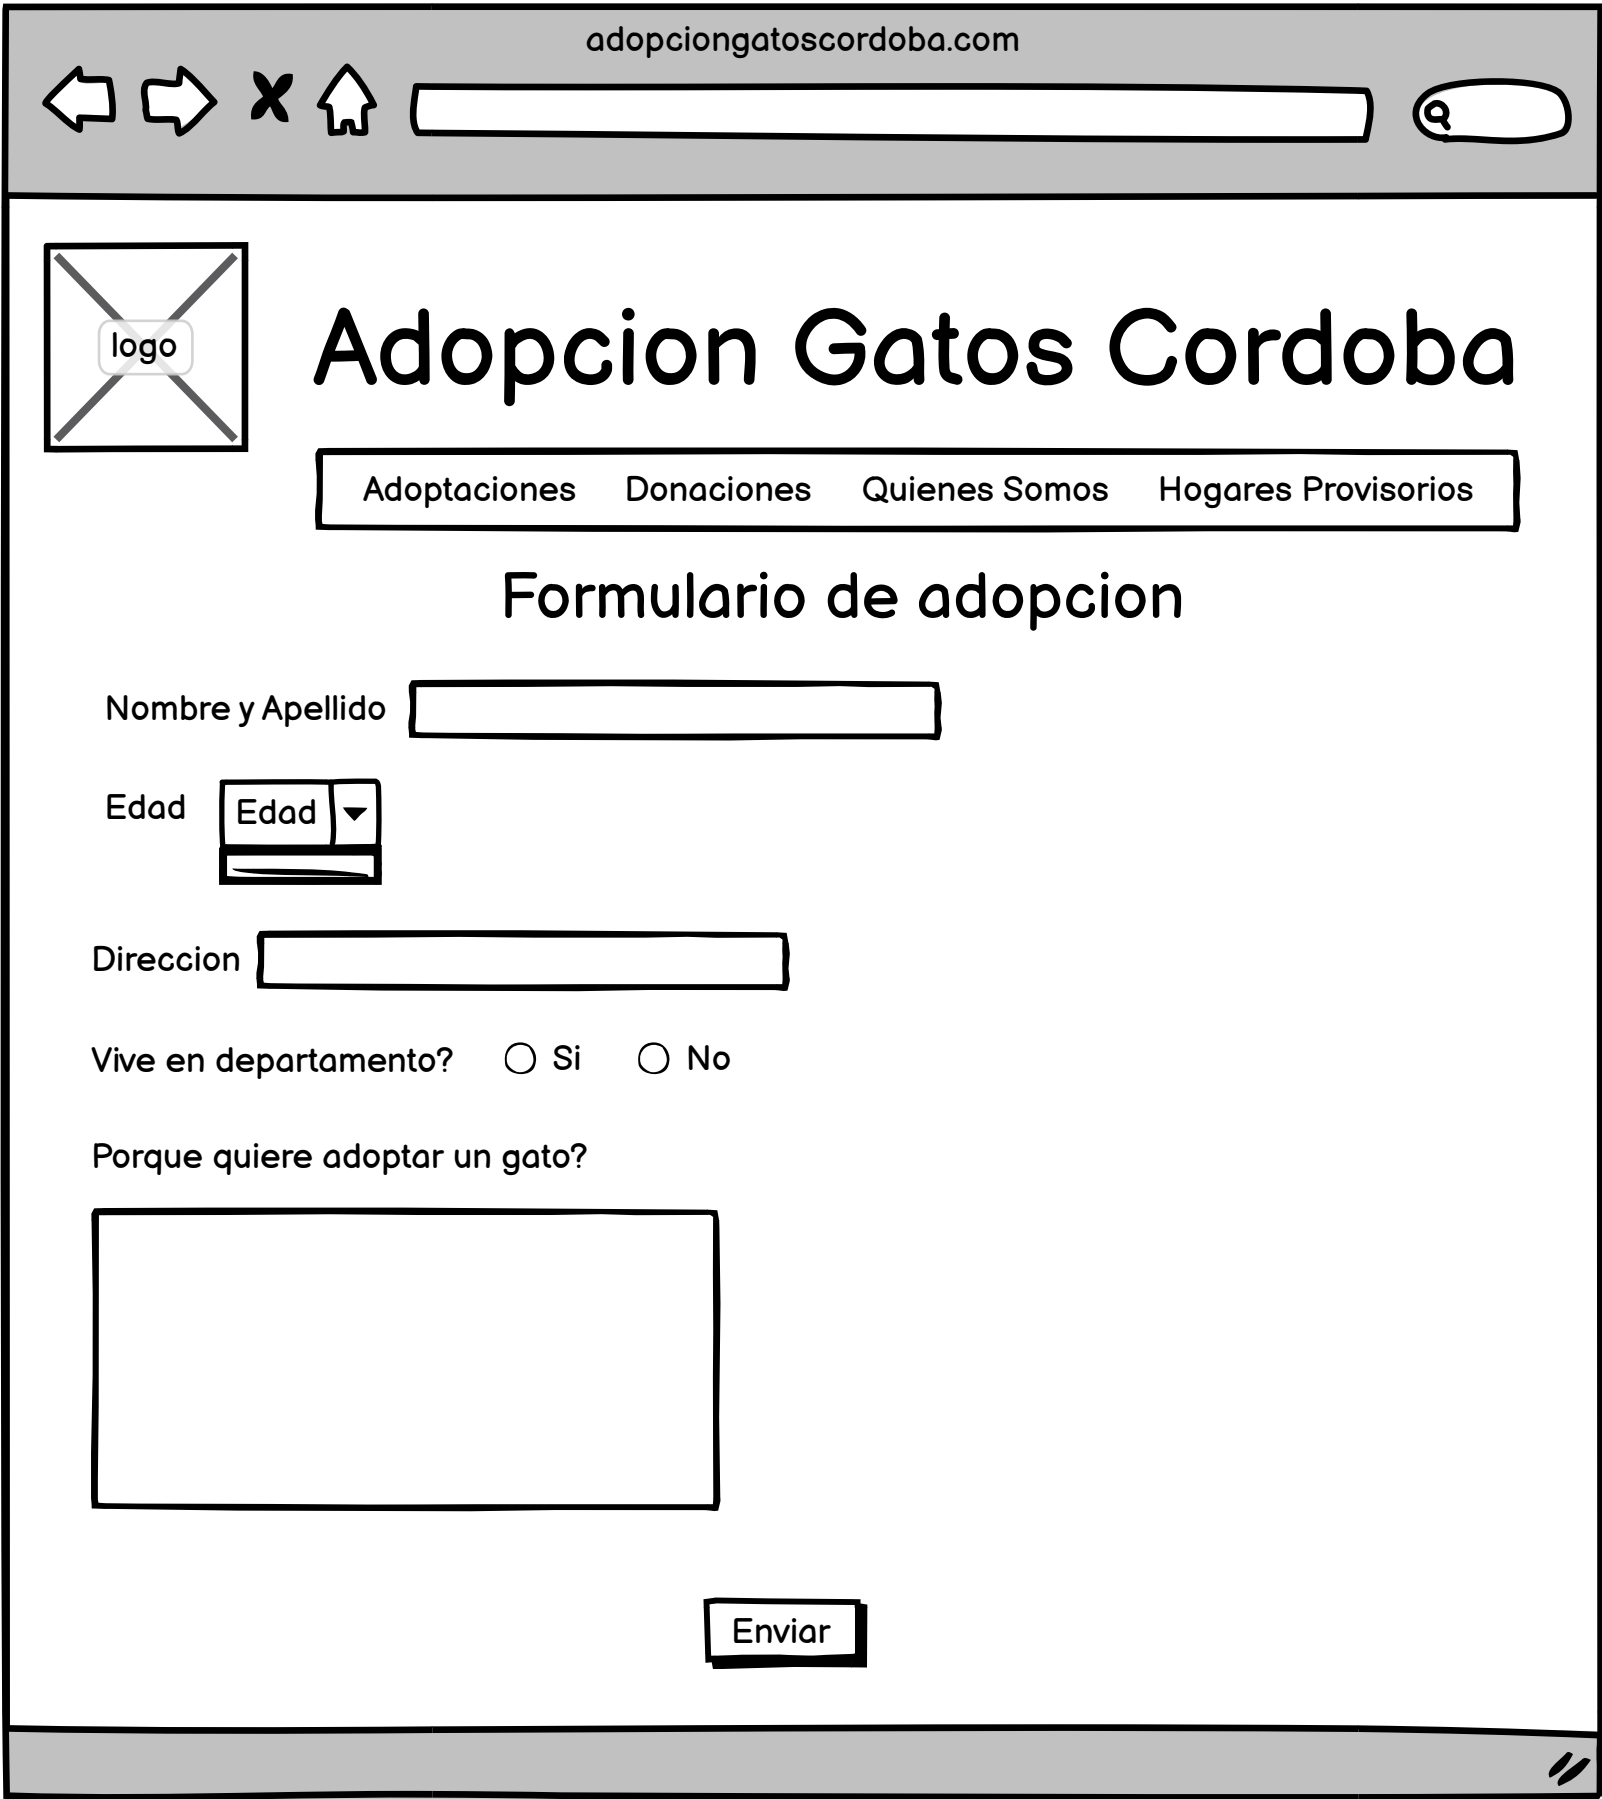 adopciongatoscordoba.com
logo
Adopcion Gatos Cordoba
Adoptaciones Donaciones Quienes Somos Hogares Provisorios
Formulario de adopcion
Nombre y Apellido
Edad Edad
Direccion
Vive en departamento? Si No
Porque quiere adoptar un gato?
Enviar